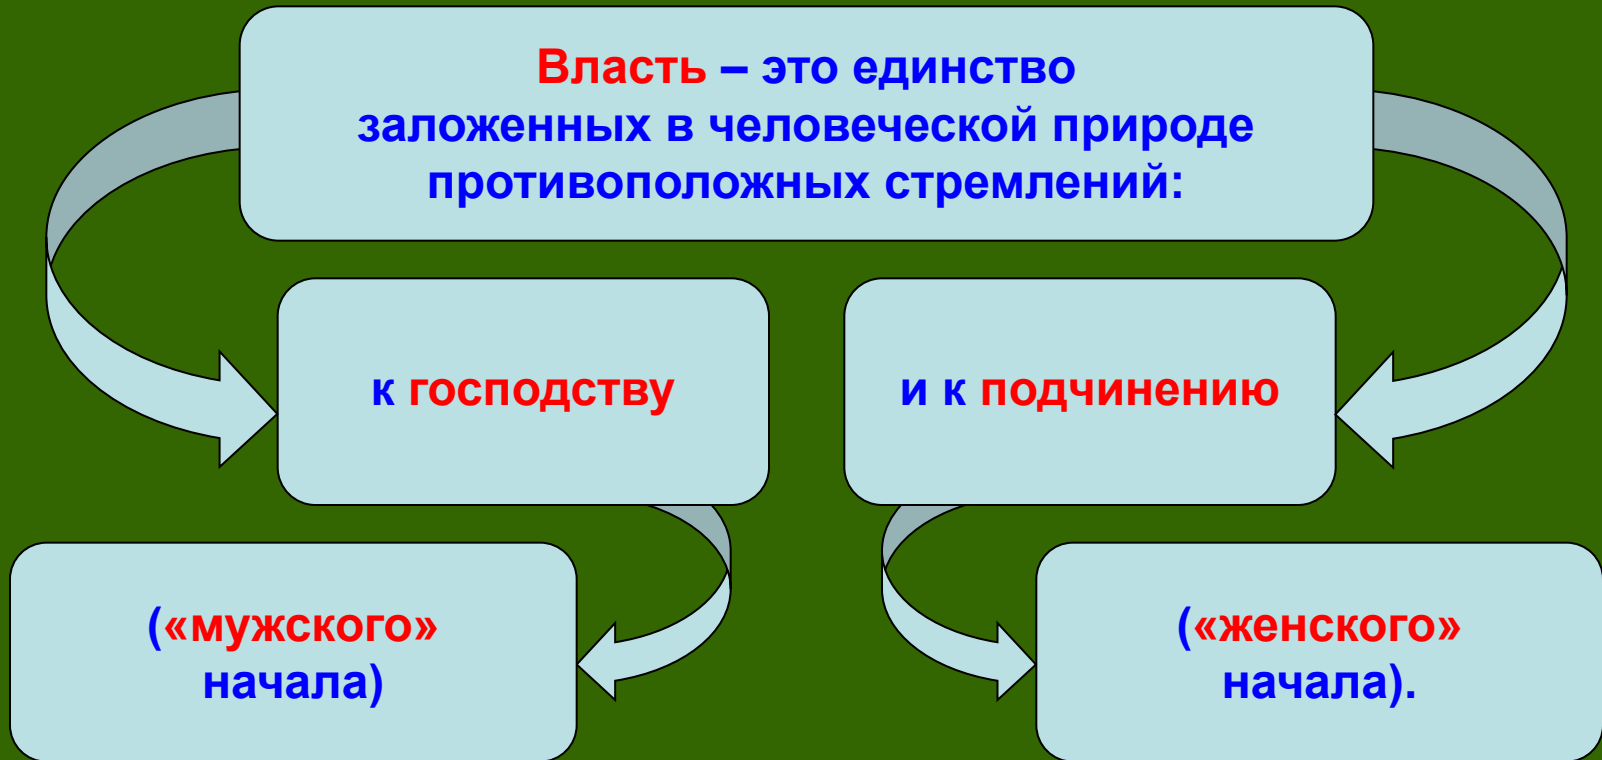 Власть – это единство
заложенных в человеческой природе
противоположных стремлений:
к господству
и к подчинению
(«мужского»
начала)
(«женского»
начала).